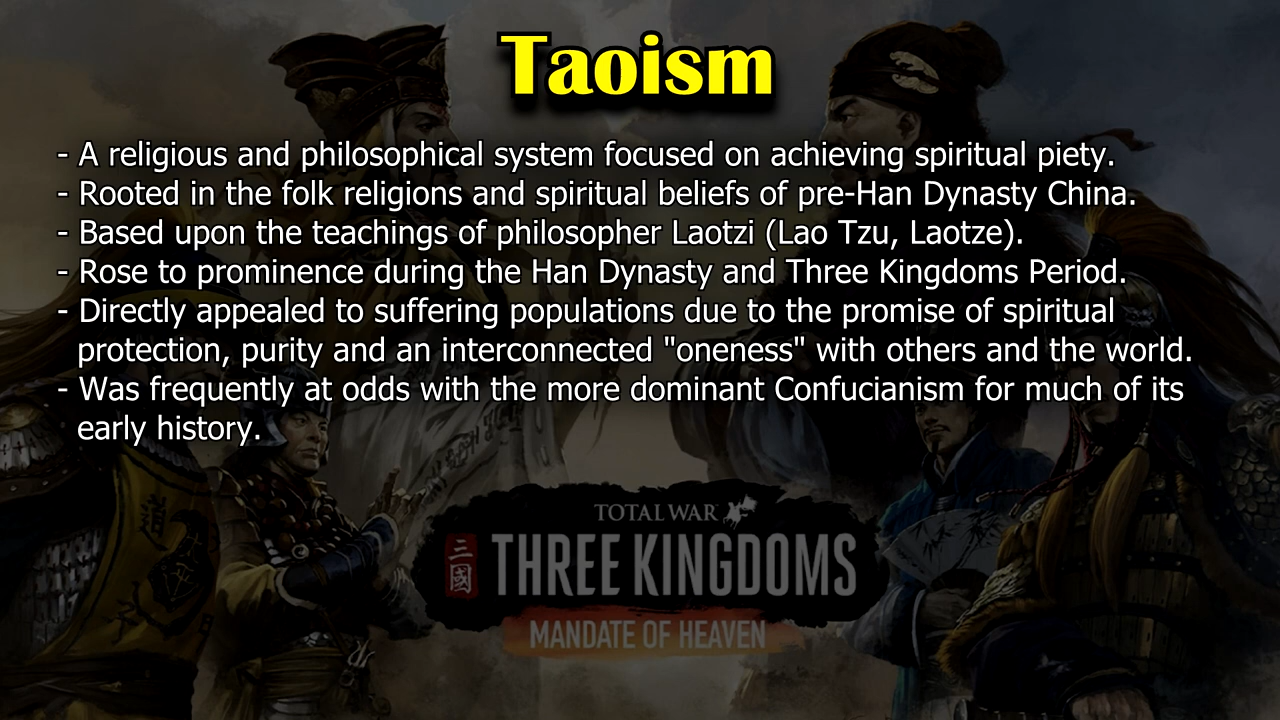 Taoism
- A religious and philosophical system focused on achieving spiritual piety.
- Rooted in the folk religions and spiritual beliefs of pre-Han Dynasty China.
- Based upon the teachings of philosopher Laotzi (Lao Tzu, Laotze).
- Rose to prominence during the Han Dynasty and Three Kingdoms Period.
- Directly appealed to suffering populations due to the promise of spiritual
protection, purity and an interconnected "oneness" with others and the world.
- Was frequently at odds with the more dominant Confucianism for much of its
early history.
TOTAL WAR
三國 THREE KINGDOMS
MANDATE OF HEAVEN